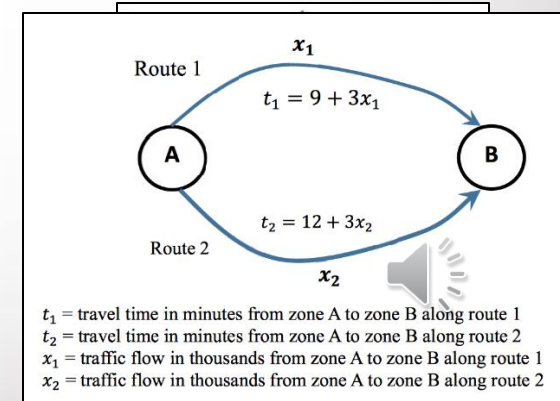 x₁
Route 1
t₁ = 9 + 3x₁
A
B
t₂ = 12 + 3x₂
Route 2
x₂
t₁ = travel time in minutes from zone A to zone B along route 1
t₂ = travel time in minutes from zone A to zone B along route 2
x₁ = traffic flow in thousands from zone A to zone B along route 1
x₂ = traffic flow in thousands from zone A to zone B along route 2